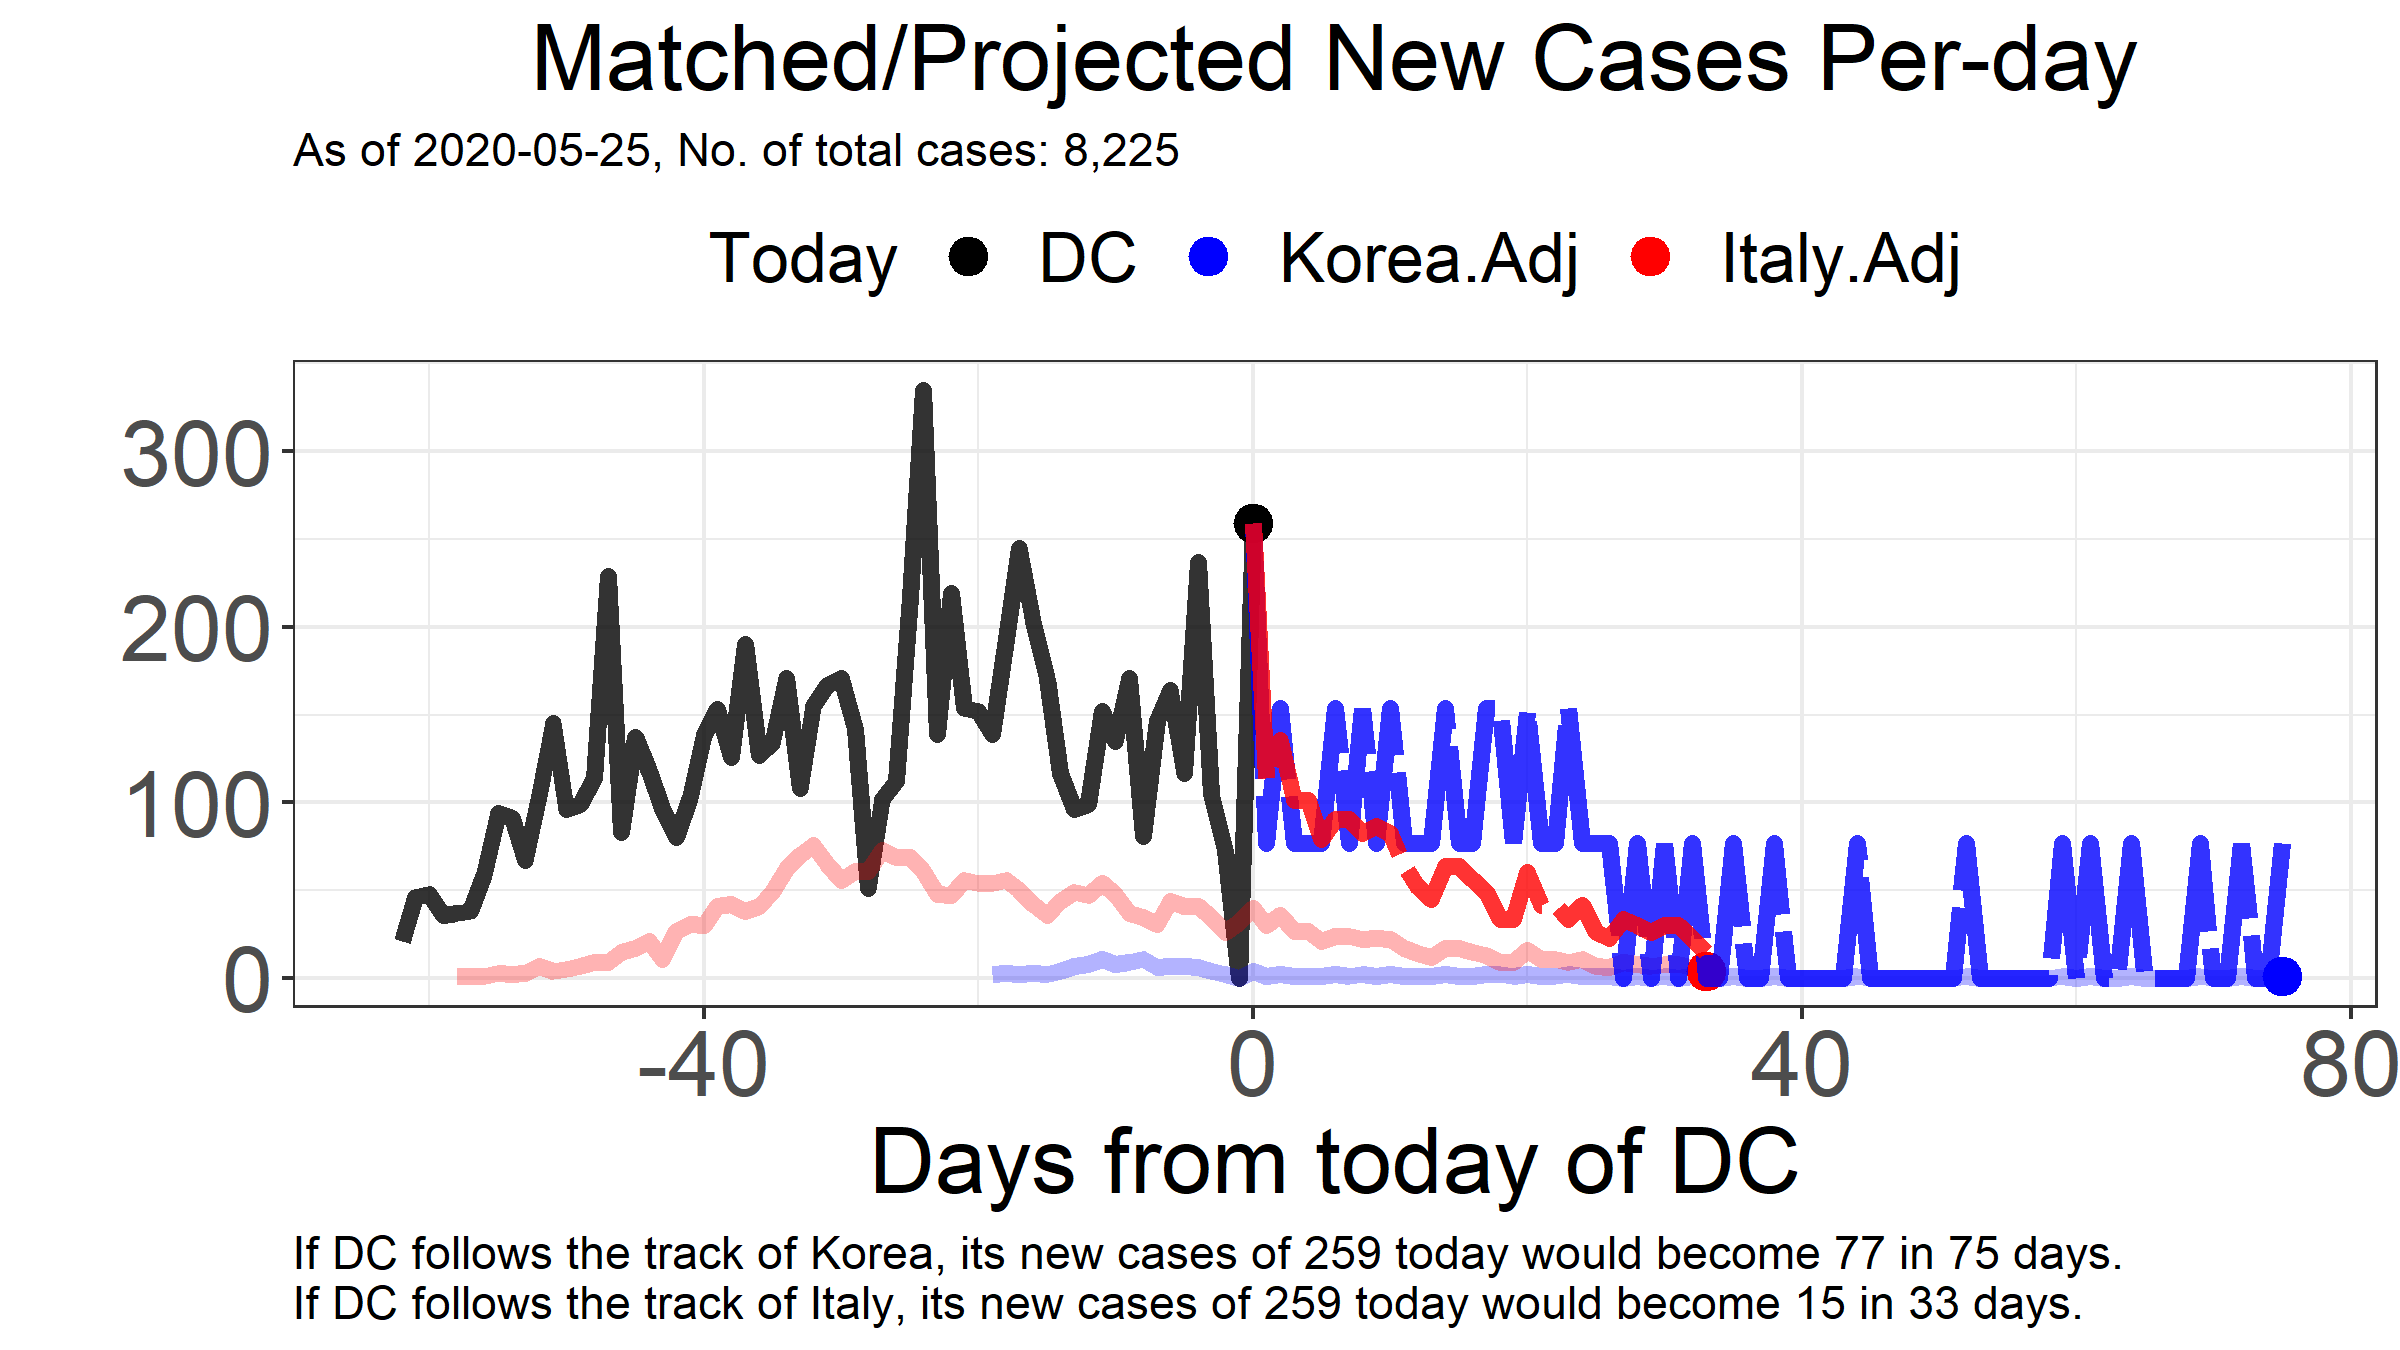 Matched/Projected New Cases Per-day
As of 2020-05-25, No. of total cases: 8,225
Today DC Korea.Adj Italy.Adj
300
200
100
0
-40 0 40 80
Days from today of DC
If DC follows the track of Korea, its new cases of 259 today would become 77 in 75 days.
If DC follows the track of Italy, its new cases of 259 today would become 15 in 33 days.